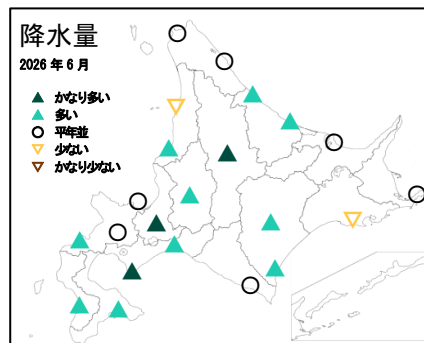 降水量
2026 年 6 月
かなり多い
多い
平年並
少ない
かなり少ない